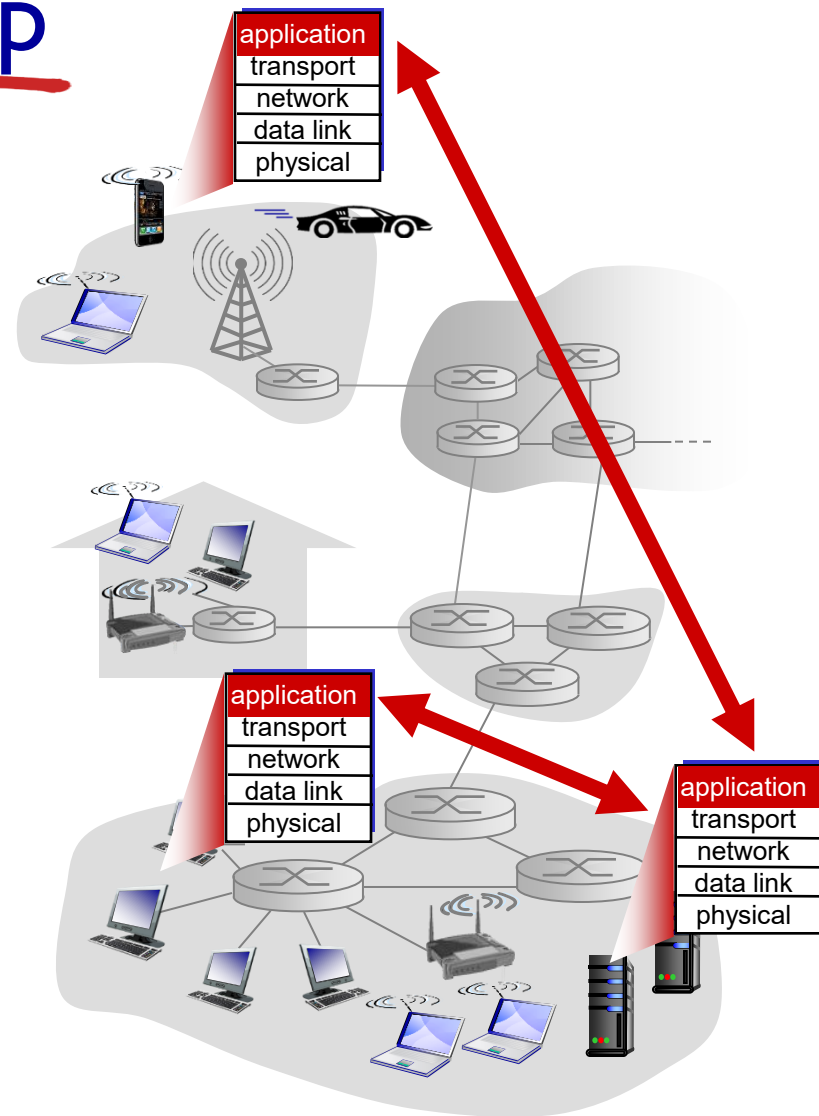 p
application
transport
network
data link
physical
application
transport
network
data link
physical
application
transport
network
data link
physical